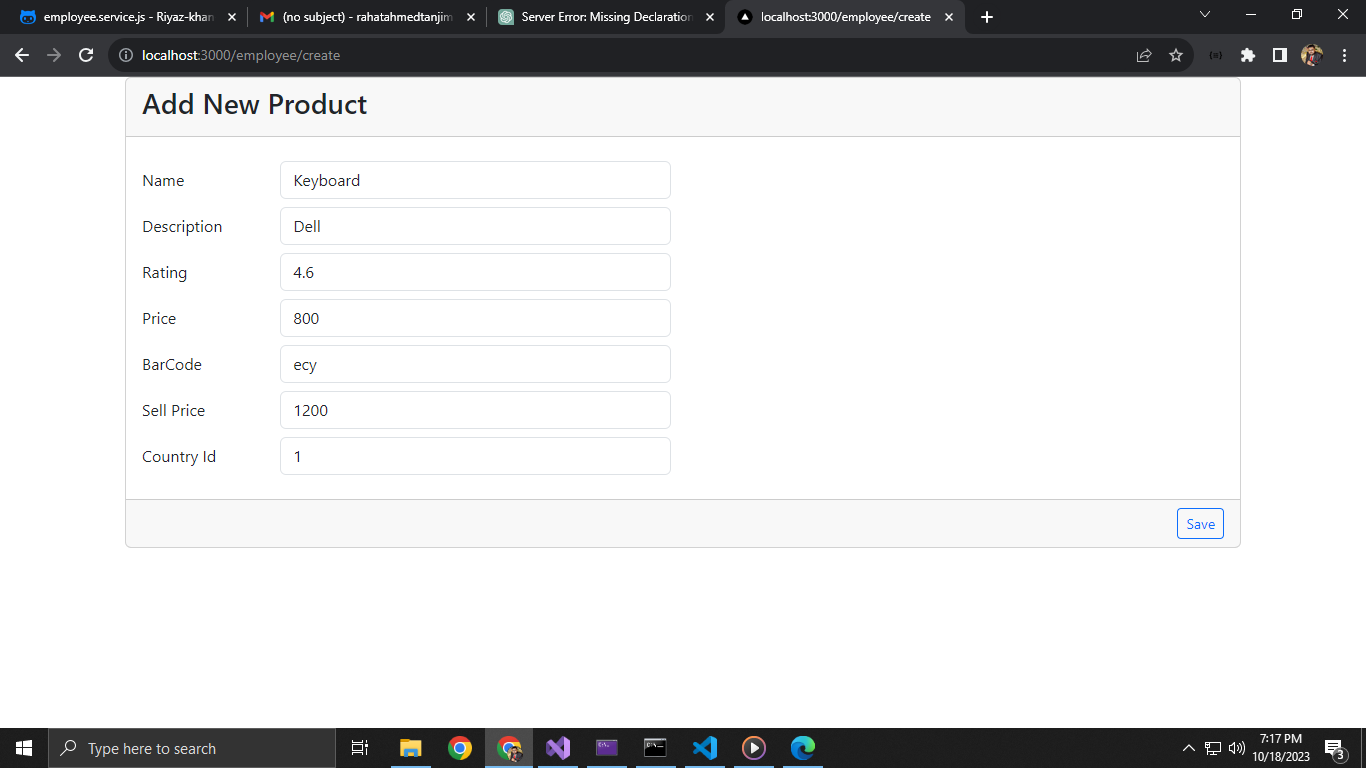 employee.service.js - Riyaz-khan
(no subject) - rahatahmedtanjim
Server Error: Missing Declaration
localhost:3000/employee/create
localhost:3000/employee/create
Add New Product
Name Keyboard
Description Dell
Rating 4.6
Price 800
BarCode ecy
Sell Price 1200
Country Id 1
Save
Type here to search
7:17 PM
10/18/2023
3